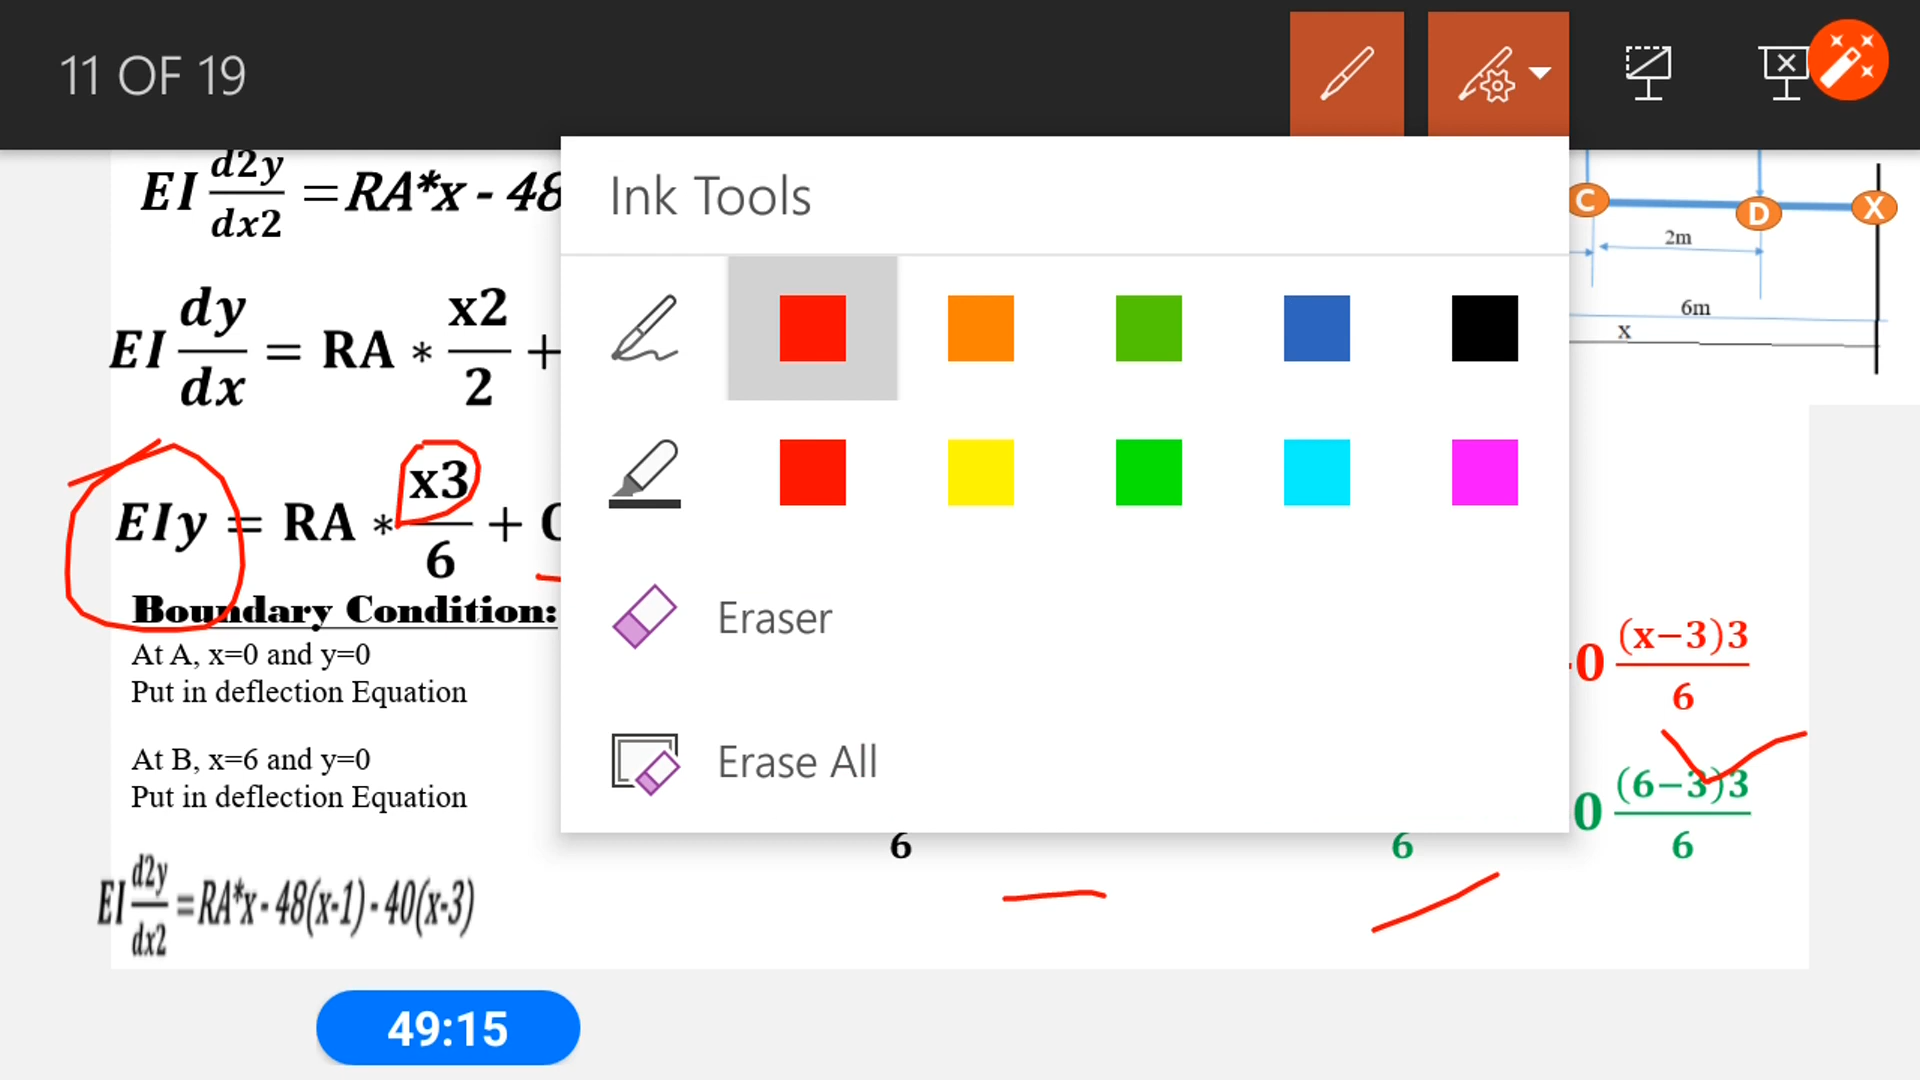 11 OF 19
EI d2y/dx2 =RA*x - 48
C D X
2m
6m
x
Ink Tools
EI dy/dx = RA * x2/2 +
EIy = RA * x3/6 + C
Eraser
Boundary Condition:
At A, x=0 and y=0
Put in deflection Equation
0 (x−3)3/6
At B, x=6 and y=0
Put in deflection Equation
Erase All
0 (6−3)3/6
6 6
EI d2y/dx2 =RA*x - 48(x-1) - 40(x-3)
49:15